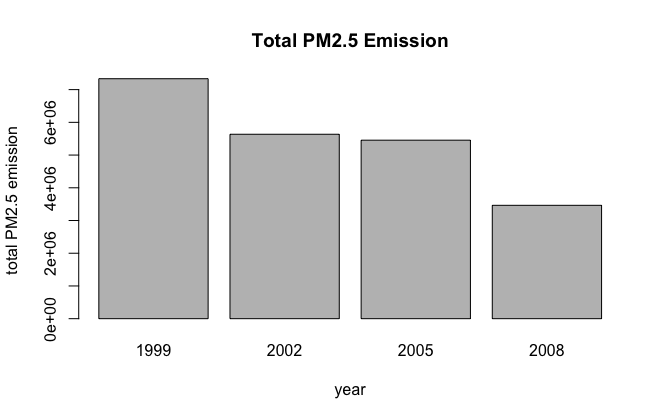 Total PM2.5 Emission
total PM2.5 emission
6e+06
4e+06
2e+06
0e+00
1999 2002 2005 2008
year